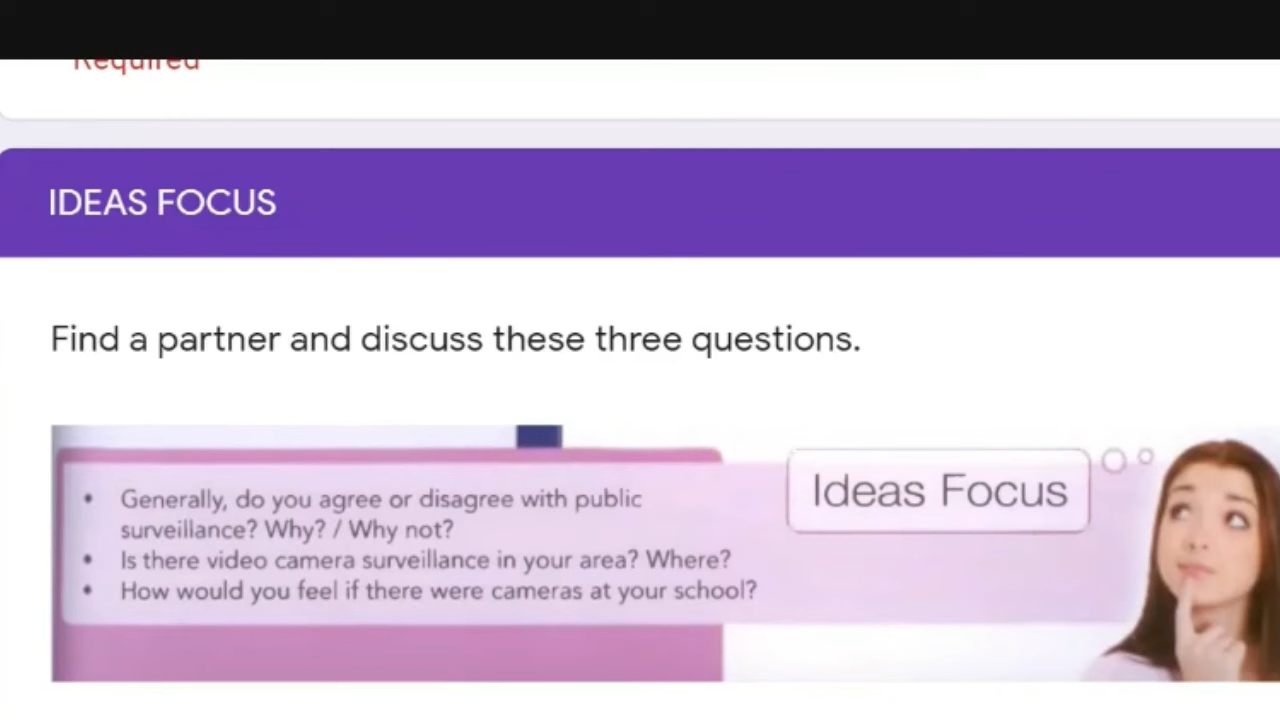 Required
IDEAS FOCUS
Find a partner and discuss these three questions.
Ideas Focus
• Generally, do you agree or disagree with public
surveillance? Why? / Why not?
• Is there video camera surveillance in your area? Where?
• How would you feel if there were cameras at your school?